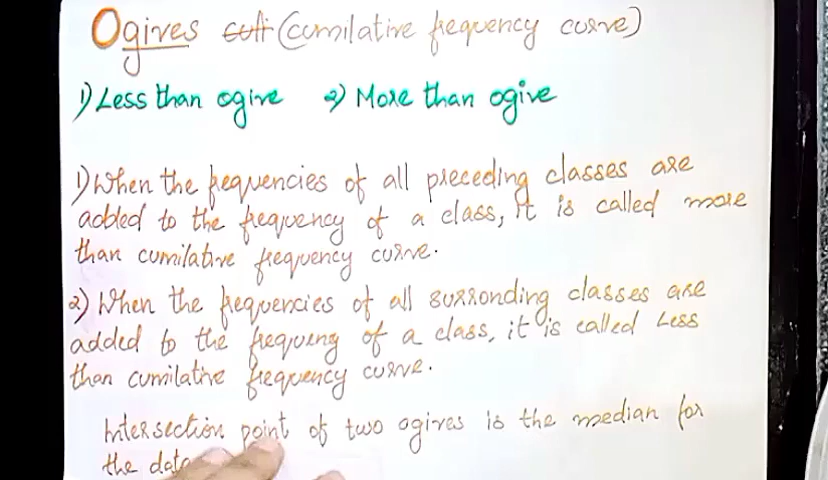 Ogives cuti (cumilative frequency curve)
1) Less than ogive 2) More than ogive
1) When the frequencies of all preceding classes are
added to the frequency of a class, it is called more
than cumilative frequency curve.
2) When the frequencies of all surronding classes are
added to the frequing of a class, it is called Less
than cumilative frequency curve.
Intersection point of two ogives is the median for
the data